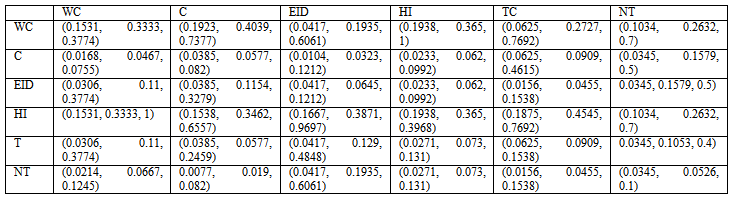 WC C EID HI TC NT
WC (0.1531, 0.3333, (0.1923, 0.4039, (0.0417, 0.1935, (0.1938, 0.365, (0.0625, 0.2727, (0.1034, 0.2632,
0.3774) 0.7377) 0.6061) 1) 0.7692) 0.7)
C (0.0168, 0.0467, (0.0385, 0.0577, (0.0104, 0.0323, (0.0233, 0.062, (0.0625, 0.0909, (0.0345, 0.1579,
0.0755) 0.082) 0.1212) 0.0992) 0.4615) 0.5)
EID (0.0306, 0.11, (0.0385, 0.1154, (0.0417, 0.0645, (0.0233, 0.062, (0.0156, 0.0455, 0.0345, 0.1579, 0.5)
0.3774) 0.3279) 0.1212) 0.0992) 0.1538)
HI (0.1531, 0.3333, 1) (0.1538, 0.3462, (0.1667, 0.3871, (0.1938, 0.365, (0.1875, 0.4545, (0.1034, 0.2632,
0.6557) 0.9697) 0.3968) 0.7692) 0.7)
T (0.0306, 0.11, (0.0385, 0.0577, (0.0417, 0.129, (0.0271, 0.073, (0.0625, 0.0909, 0.0345, 0.1053, 0.4)
0.3774) 0.2459) 0.4848) 0.131) 0.1538)
NT (0.0214, 0.0667, (0.0077, 0.019, (0.0417, 0.1935, (0.0271, 0.073, (0.0156, 0.0455, (0.0345, 0.0526,
0.1245) 0.082) 0.6061) 0.131) 0.1538) 0.1)